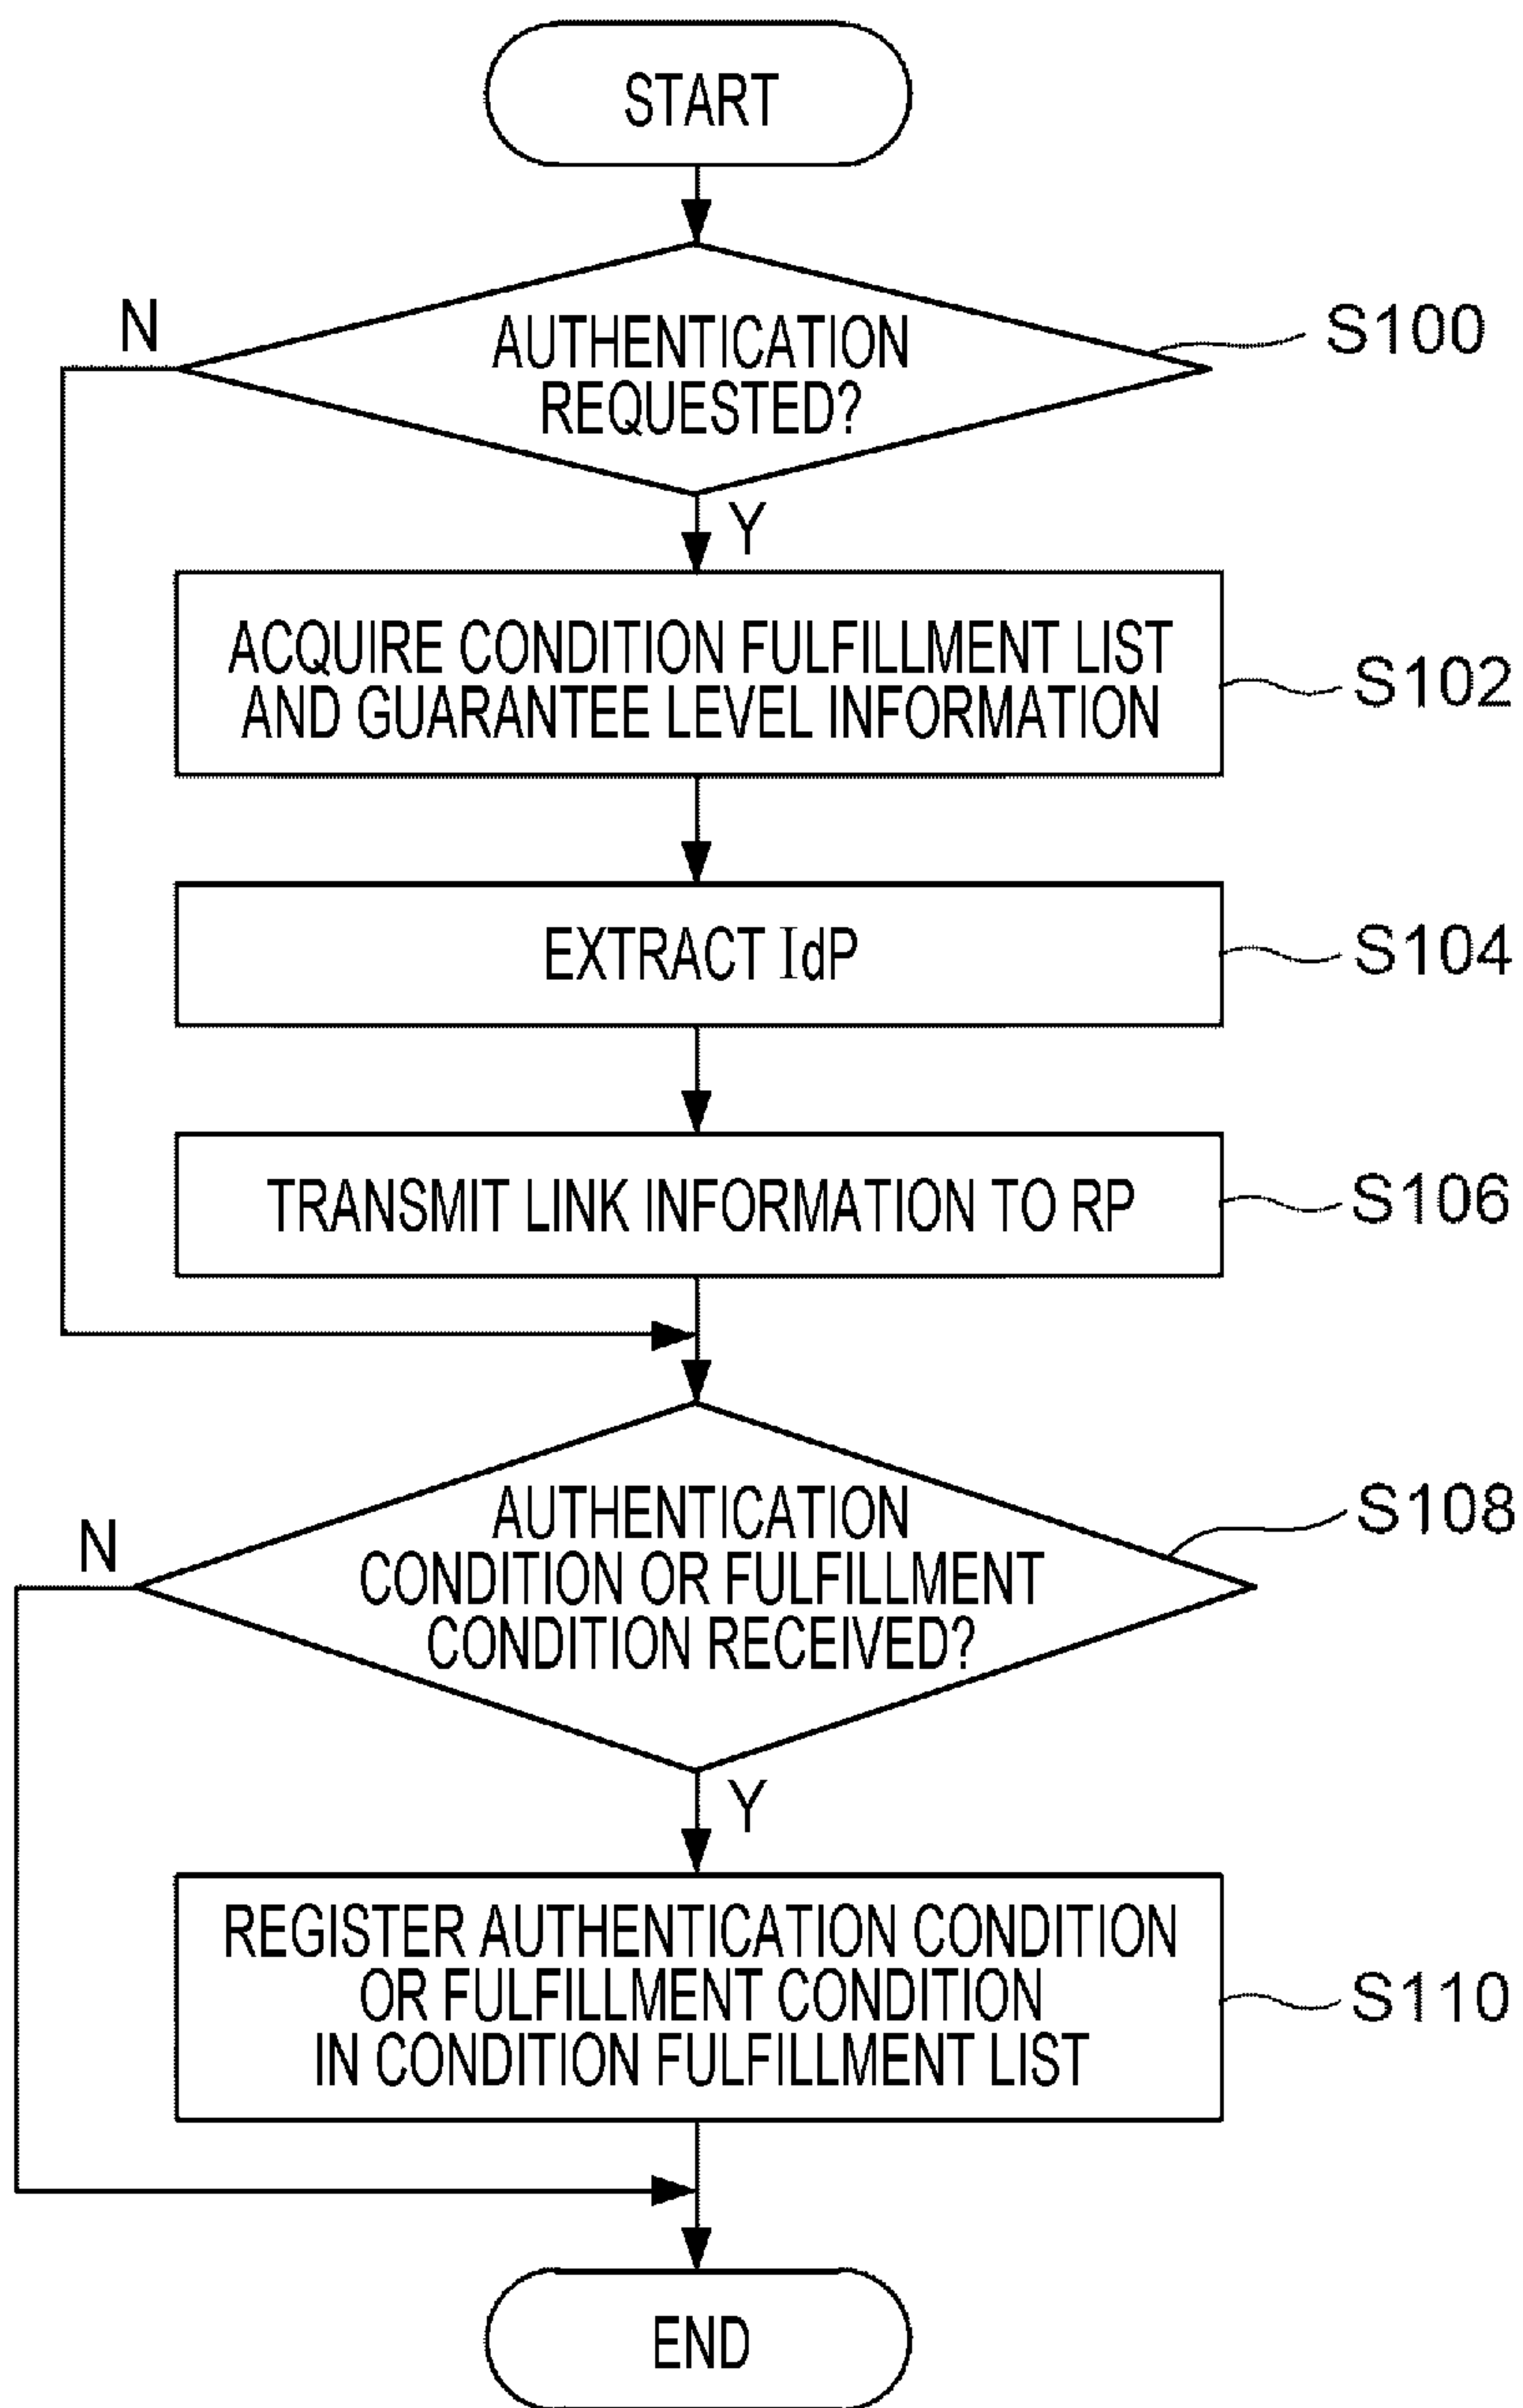 START
N
AUTHENTICATION
REQUESTED?
S100
Y
ACQUIRE CONDITION FULFILLMENT LIST
AND GUARANTEE LEVEL INFORMATION
S102
EXTRACT IdP
S104
TRANSMIT LINK INFORMATION TO RP
S106
N
AUTHENTICATION
CONDITION OR FULFILLMENT
CONDITION RECEIVED?
S108
Y
REGISTER AUTHENTICATION CONDITION
OR FULFILLMENT CONDITION
IN CONDITION FULFILLMENT LIST
S110
END